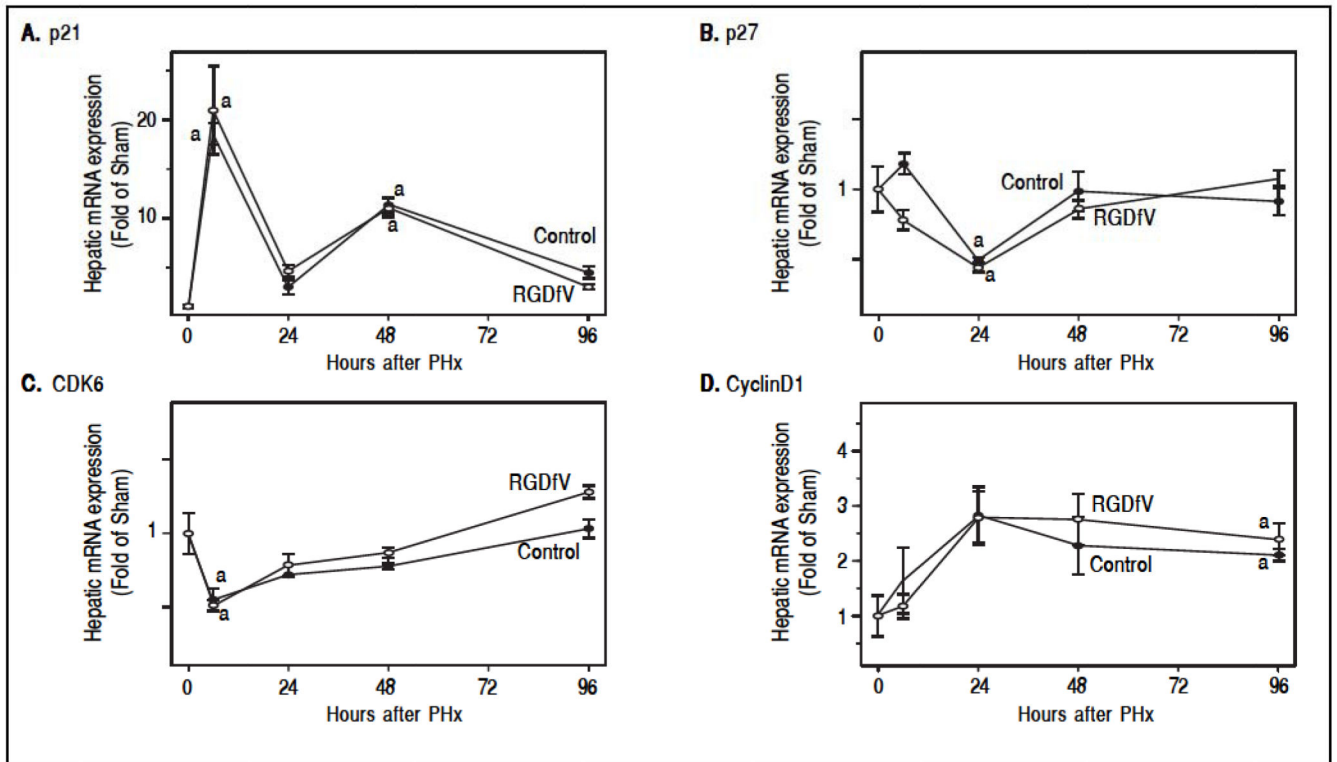 A. p21
Hepatic mRNA expression
(Fold of Sham)
20
10
a
a
a
a
Control
RGDfV
0 24 48 72 96
Hours after PHx
B. p27
Hepatic mRNA expression
(Fold of Sham)
1
a
a
Control
RGDfV
0 24 48 72 96
Hours after PHx
C. CDK6
Hepatic mRNA expression
(Fold of Sham)
1
a
a
RGDfV
Control
0 24 48 72 96
Hours after PHx
D. CyclinD1
Hepatic mRNA expression
(Fold of Sham)
4
3
2
1
RGDfV
Control
a
a
0 24 48 72 96
Hours after PHx